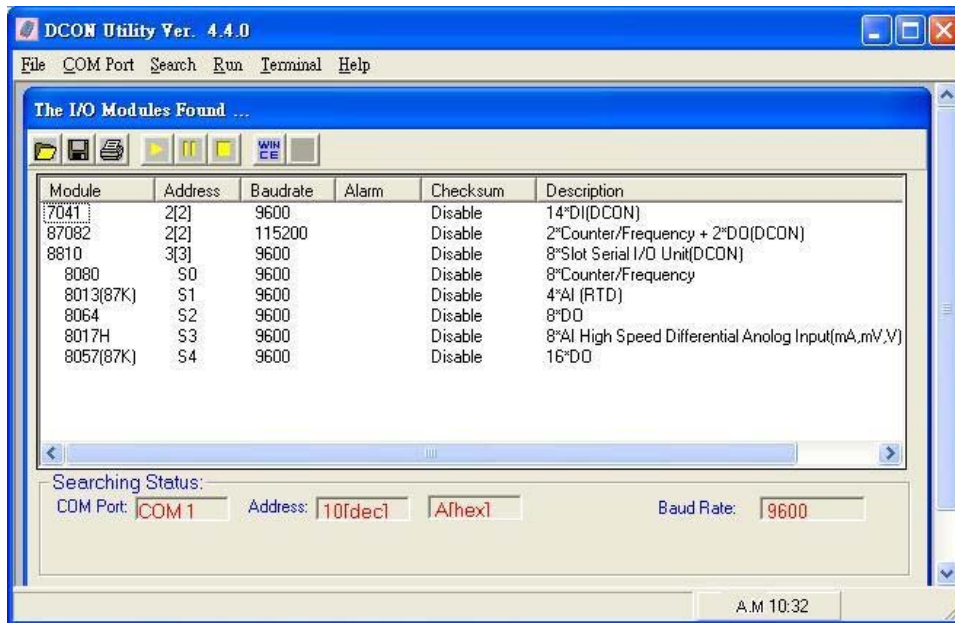 DCON Utility Ver. 4.4.0
File COM Port Search Run Terminal Help
The I/O Modules Found ...
WIN CE
Module Address Baudrate Alarm Checksum Description
7041 2[2] 9600 Disable 14*DI(DCON)
87082 2[2] 115200 Disable 2*Counter/Frequency + 2*DO(DCON)
8810 3[3] 9600 Disable 8*Slot Serial I/O Unit(DCON)
8080 S0 9600 Disable 8*Counter/Frequency
8013(87K) S1 9600 Disable 4*AI (RTD)
8064 S2 9600 Disable 8*DO
8017H S3 9600 Disable 8*AI High Speed Differential Anolog Input(mA,mV,V)
8057(87K) S4 9600 Disable 16*DO
Searching Status:
COM Port: COM 1 Address: 10[dec] A[hex] Baud Rate: 9600
A.M 10:32